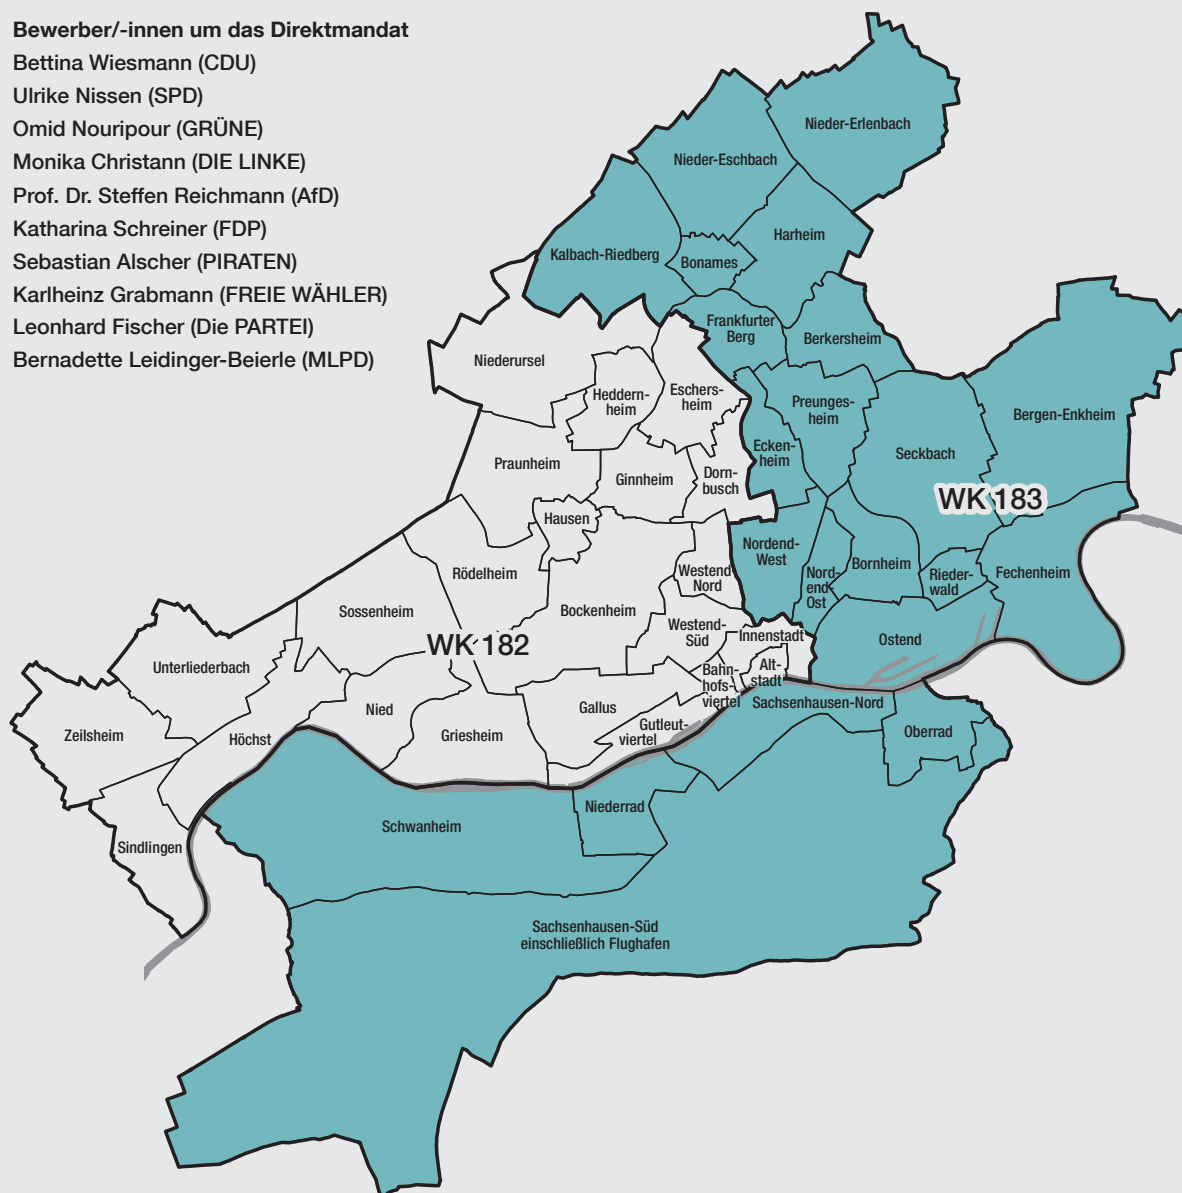 Bewerber/-innen um das Direktmandat
Bettina Wiesmann (CDU)
Ulrike Nissen (SPD)
Omid Nouripour (GRÜNE)
Monika Christann (DIE LINKE)
Prof. Dr. Steffen Reichmann (AfD)
Katharina Schreiner (FDP)
Sebastian Alscher (PIRATEN)
Karlheinz Grabmann (FREIE WÄHLER)
Leonhard Fischer (Die PARTEI)
Bernadette Leidinger-Beierle (MLPD)
Nieder-Erlenbach
Nieder-Eschbach
Harheim
Kalbach-Riedberg
Bonames
Frankfurter
Berg
Berkersheim
Niederursel
Heddern-
heim
Eschers-
heim
Preunges-
heim
Bergen-Enkheim
Ecken-
heim
Seckbach
Praunheim
Ginnheim
Dorn-
busch
WK 183
Hausen
Nordend-
West
Nor-
dend-
Ost
Bornheim
Rieder-
wald
Fechenheim
Rödelheim
Westend-
Nord
Sossenheim
Bockenheim
Westend-
Süd
Innenstadt
Ostend
WK 182
Unterliederbach
Bahn-
hofs-
viertel
Alt-
stadt
Sachsenhausen-Nord
Nied
Gallus
Gutleut-
viertel
Zeilsheim
Höchst
Griesheim
Oberrad
Niederrad
Schwanheim
Sindlingen
Sachsenhausen-Süd
einschließlich Flughafen